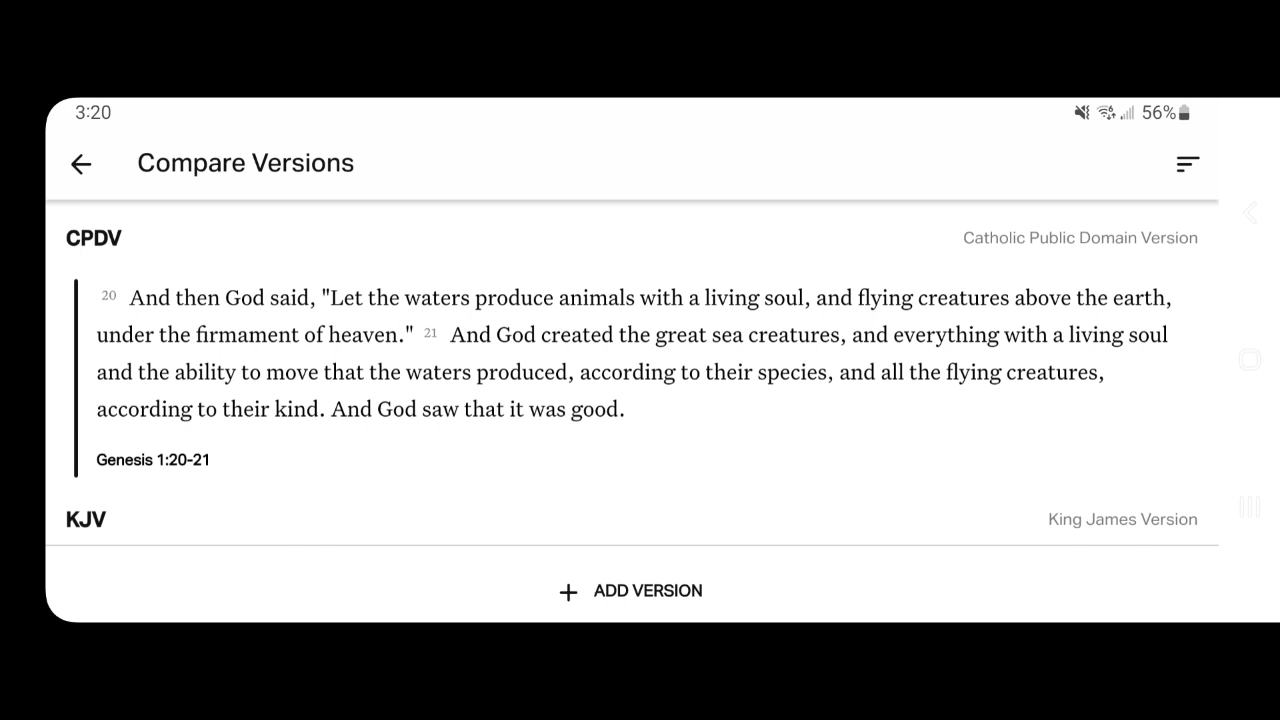 3:20
56%
Compare Versions
CPDV
Catholic Public Domain Version
20 And then God said, "Let the waters produce animals with a living soul, and flying creatures above the earth,
under the firmament of heaven." 21 And God created the great sea creatures, and everything with a living soul
and the ability to move that the waters produced, according to their species, and all the flying creatures,
according to their kind. And God saw that it was good.
Genesis 1:20-21
KJV
King James Version
+ ADD VERSION